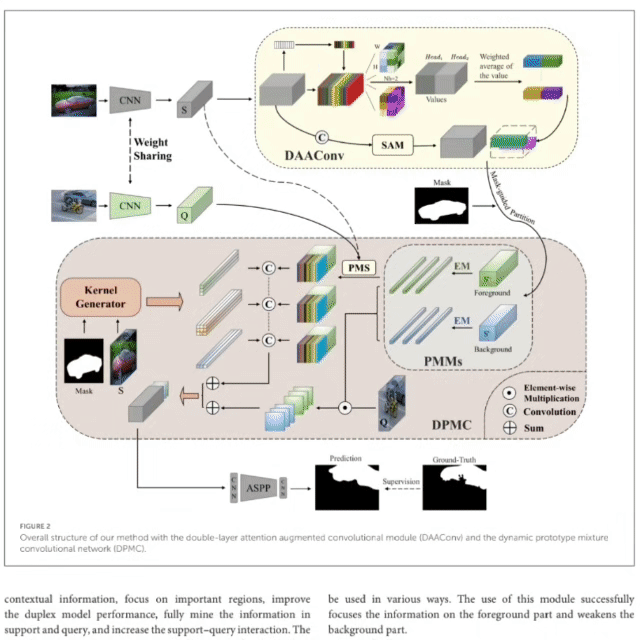 W
H
Nh=2
Head₁ Head₂
Values
Weighted
average of
the value
CNN
S
C
SAM
DAAConv
Weight
Sharing
CNN
Q
Mask
Mask-guided Partition
Kernel
Generator
Mask
S
C
C
C
PMS
EM
Foreground
EM
Background
PMMs
Q
DPMC
Element-wise
Multiplication
C Convolution
Sum
CNN
ASPP
CNN
Prediction
Supervision
Ground-Truth
FIGURE 2
Overall structure of our method with the double-layer attention augmented convolutional module (DAAConv) and the dynamic prototype mixture
convolutional network (DPMC).
contextual information, focus on important regions, improve
the duplex model performance, fully mine the information in
support and query, and increase the support–query interaction. The
be used in various ways. The use of this module successfully
focuses the information on the foreground part and weakens the
background part.